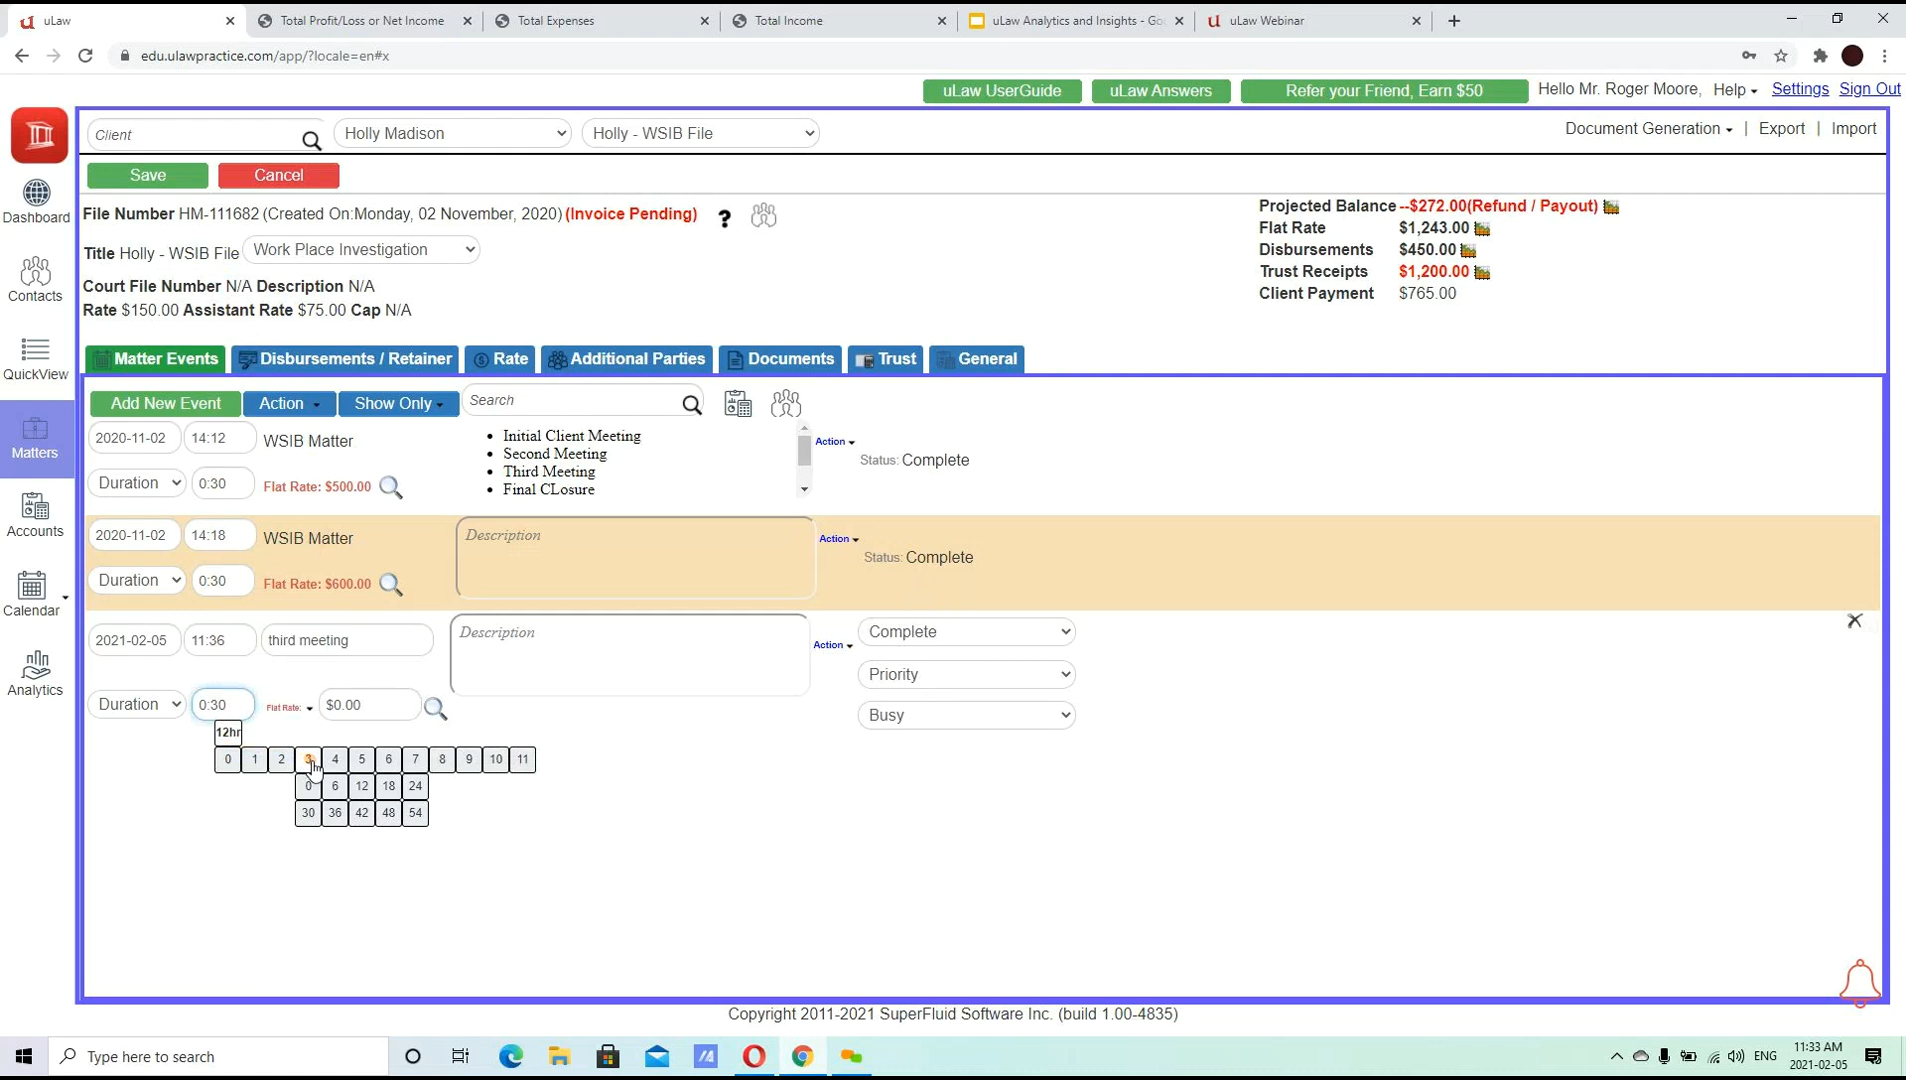 uLaw
Total Profit/Loss or Net Income
Total Expenses
Total Income
uLaw Analytics and Insights - Go
uLaw Webinar
edu.ulawpractice.com/app/?locale=en#x
uLaw UserGuide
uLaw Answers
Refer your Friend, Earn $50
Hello Mr. Roger Moore,
Help
Settings
Sign Out
Client
Holly Madison
Holly - WSIB File
Document Generation | Export | Import
Save
Cancel
File Number HM-111682 (Created On:Monday, 02 November, 2020) (Invoice Pending)
?
Title Holly - WSIB File
Work Place Investigation
Court File Number N/A Description N/A
Rate $150.00 Assistant Rate $75.00 Cap N/A
Projected Balance --$272.00(Refund / Payout)
Flat Rate $1,243.00
Disbursements $450.00
Trust Receipts $1,200.00
Client Payment $765.00
Dashboard
Contacts
QuickView
Matters
Accounts
Calendar
Analytics
Matter Events
Disbursements / Retainer
Rate
Additional Parties
Documents
Trust
General
Add New Event
Action
Show Only
Search
2020-11-02
14:12
WSIB Matter
• Initial Client Meeting
• Second Meeting
• Third Meeting
• Final CLosure
Action
Status: Complete
Duration
0:30
Flat Rate: $500.00
2020-11-02
14:18
WSIB Matter
Description
Action
Status: Complete
Duration
0:30
Flat Rate: $600.00
2021-02-05
11:36
third meeting
Description
Action
Complete
Priority
Busy
Duration
0:30
Flat Rate:
$0.00
12hr
0 1 2 3 4 5 6 7 8 9 10 11
0 6 12 18 24
30 36 42 48 54
Copyright 2011-2021 SuperFluid Software Inc. (build 1.00-4835)
Type here to search
ENG
11:33 AM
2021-02-05